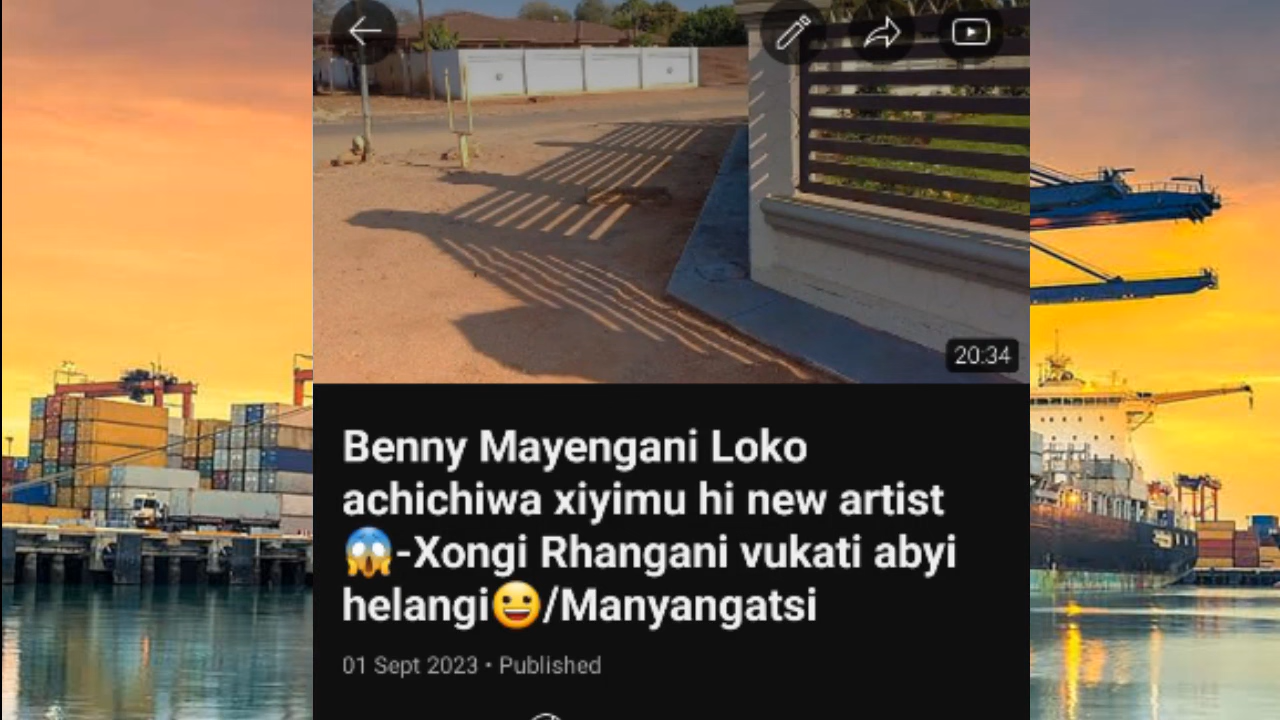 20:34
Benny Mayengani Loko
achichiwa xiyimu hi new artist
😱-Xongi Rhangani vukati abyi
helangi😀/Manyangatsi
01 Sept 2023 • Published